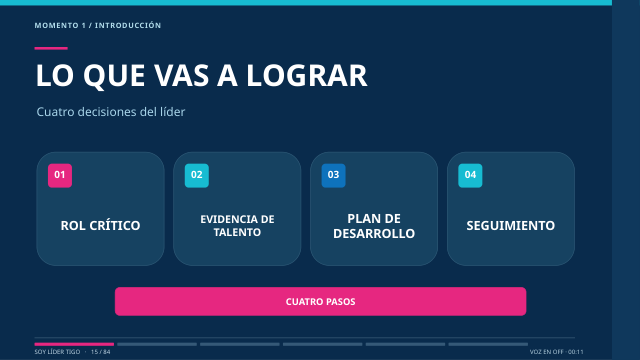 MOMENTO 1 / INTRODUCCIÓN
LO QUE VAS A LOGRAR
Cuatro decisiones del líder
01
ROL CRÍTICO
02
EVIDENCIA DE
TALENTO
03
PLAN DE
DESARROLLO
04
SEGUIMIENTO
CUATRO PASOS
SOY LÍDER TIGO · 15 / 84
VOZ EN OFF · 00:11